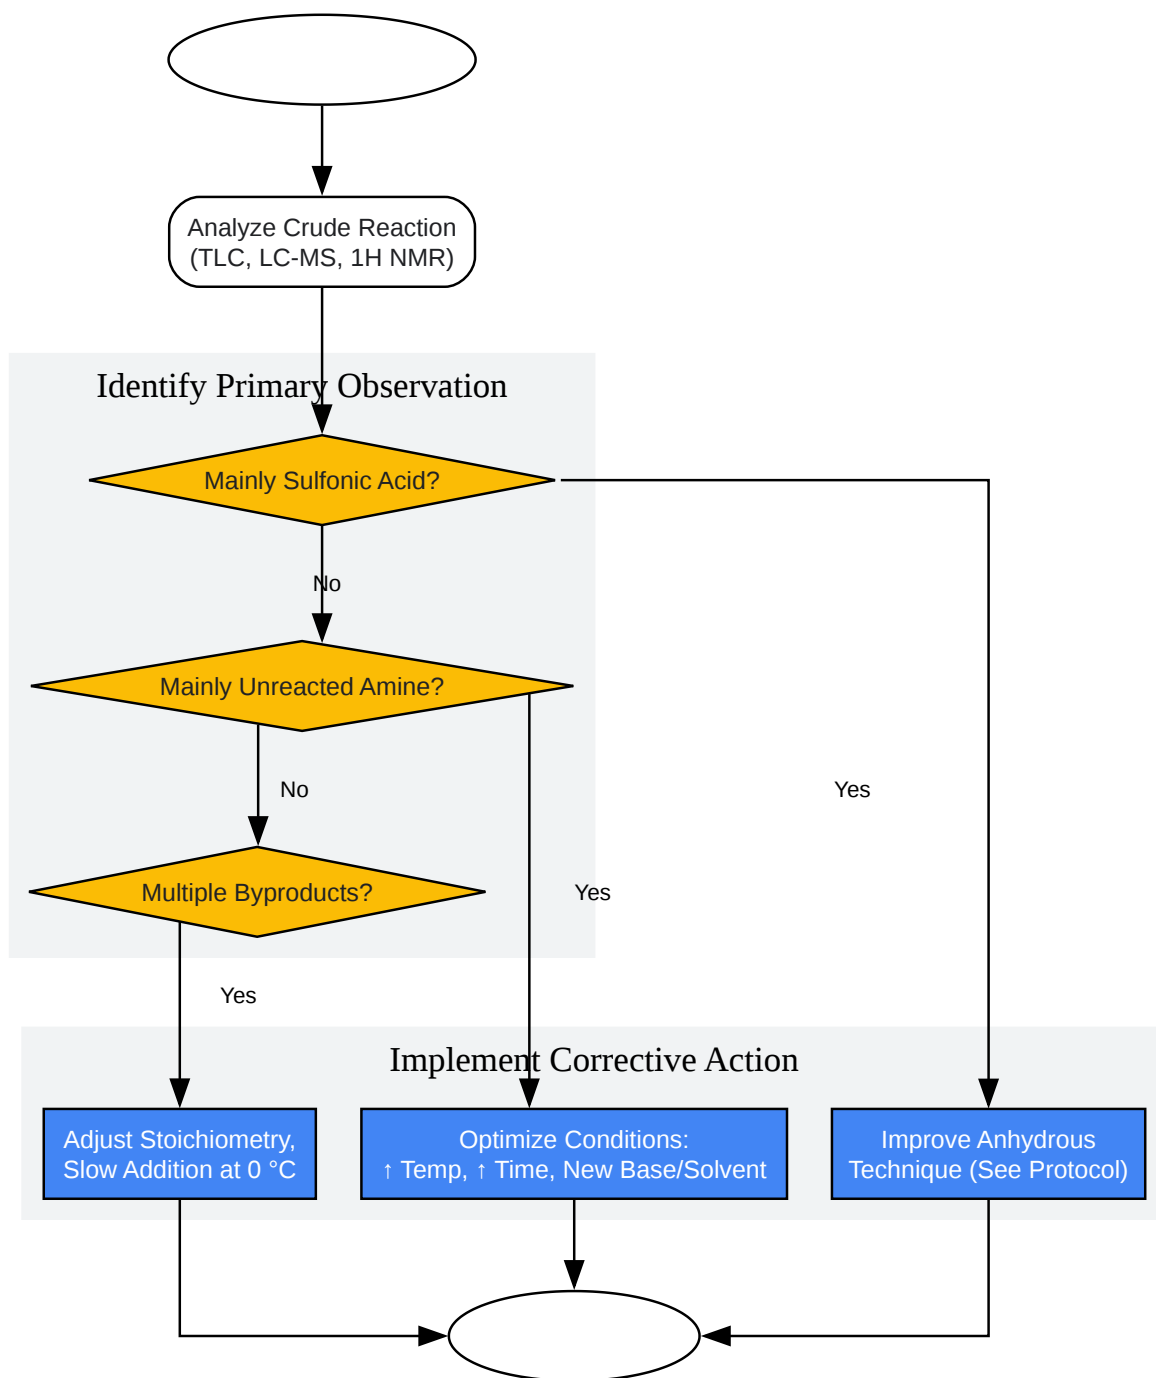 Analyze Crude Reaction
(TLC, LC-MS, 1H NMR)
Identify Primary Observation
Mainly Sulfonic Acid?
No
Mainly Unreacted Amine?
No
Yes
Multiple Byproducts?
Yes
Yes
Implement Corrective Action
Adjust Stoichiometry,
Slow Addition at 0 °C
Optimize Conditions:
↑ Temp, ↑ Time, New Base/Solvent
Improve Anhydrous
Technique (See Protocol)